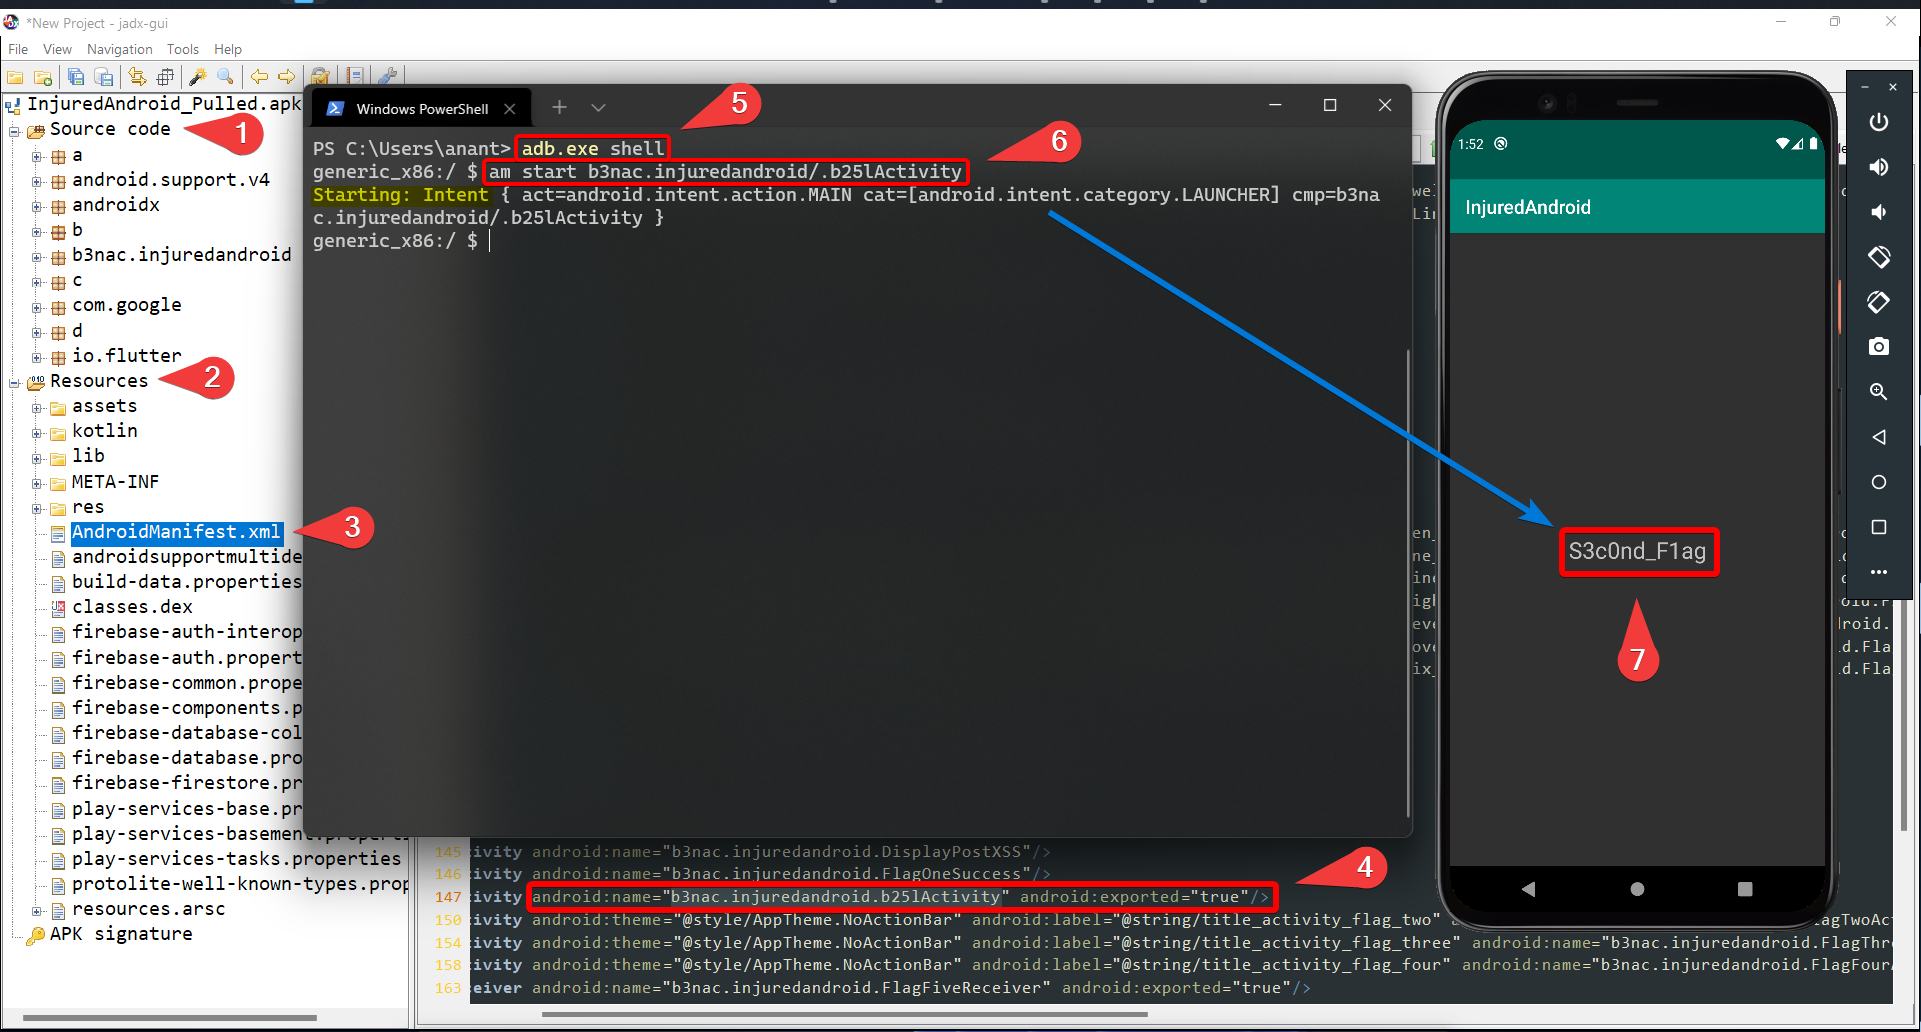 *New Project - jadx-gui
File View Navigation Tools Help
InjuredAndroid_Pulled.apk
Source code
1
a
android.support.v4
androidx
b
b3nac.injuredandroid
c
com.google
d
io.flutter
Resources
2
assets
kotlin
lib
META-INF
res
AndroidManifest.xml
3
androidsupportmultide
build-data.properties
classes.dex
firebase-auth-interop
firebase-auth.propert
firebase-common.prope
firebase-components.p
firebase-database-col
firebase-database.pro
firebase-firestore.pr
play-services-base.pr
play-services-basement.properti
play-services-tasks.properties
protolite-well-known-types.prop
resources.arsc
APK signature
Windows PowerShell
5
PS C:\Users\anant> adb.exe shell
6
generic_x86:/ $ am start b3nac.injuredandroid/.b25lActivity
Starting: Intent { act=android.intent.action.MAIN cat=[android.intent.category.LAUNCHER] cmp=b3na
c.injuredandroid/.b25lActivity }
generic_x86:/ $
1:52
InjuredAndroid
S3c0nd_F1ag
7
4
145 :ivity android:name="b3nac.injuredandroid.DisplayPostXSS"/>
146 :ivity android:name="b3nac.injuredandroid.FlagOneSuccess"/>
147 :ivity android:name="b3nac.injuredandroid.b25lActivity" android:exported="true"/>
150 :ivity android:theme="@style/AppTheme.NoActionBar" android:label="@string/title_activity_flag_two" lagTwoAct
154 :ivity android:theme="@style/AppTheme.NoActionBar" android:label="@string/title_activity_flag_three" android:name="b3nac.injuredandroid.FlagThr
158 :ivity android:theme="@style/AppTheme.NoActionBar" android:label="@string/title_activity_flag_four" android:name="b3nac.injuredandroid.FlagFour
163 :eiver android:name="b3nac.injuredandroid.FlagFiveReceiver" android:exported="true"/>